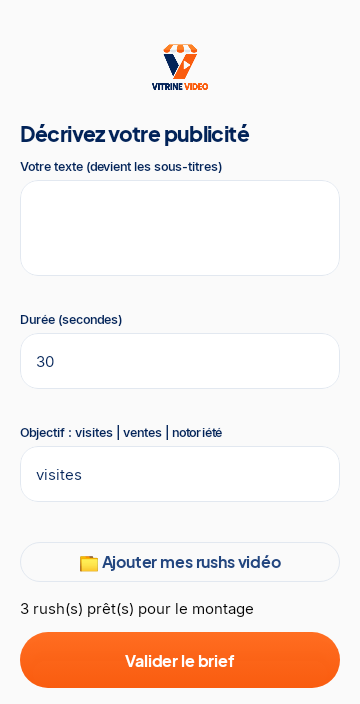 VITRINE VIDEO
Décrivez votre publicité
Votre texte (devient les sous-titres)
Durée (secondes)
30
Objectif : visites | ventes | notoriété
visites
Ajouter mes rushs vidéo
3 rush(s) prêt(s) pour le montage
Valider le brief